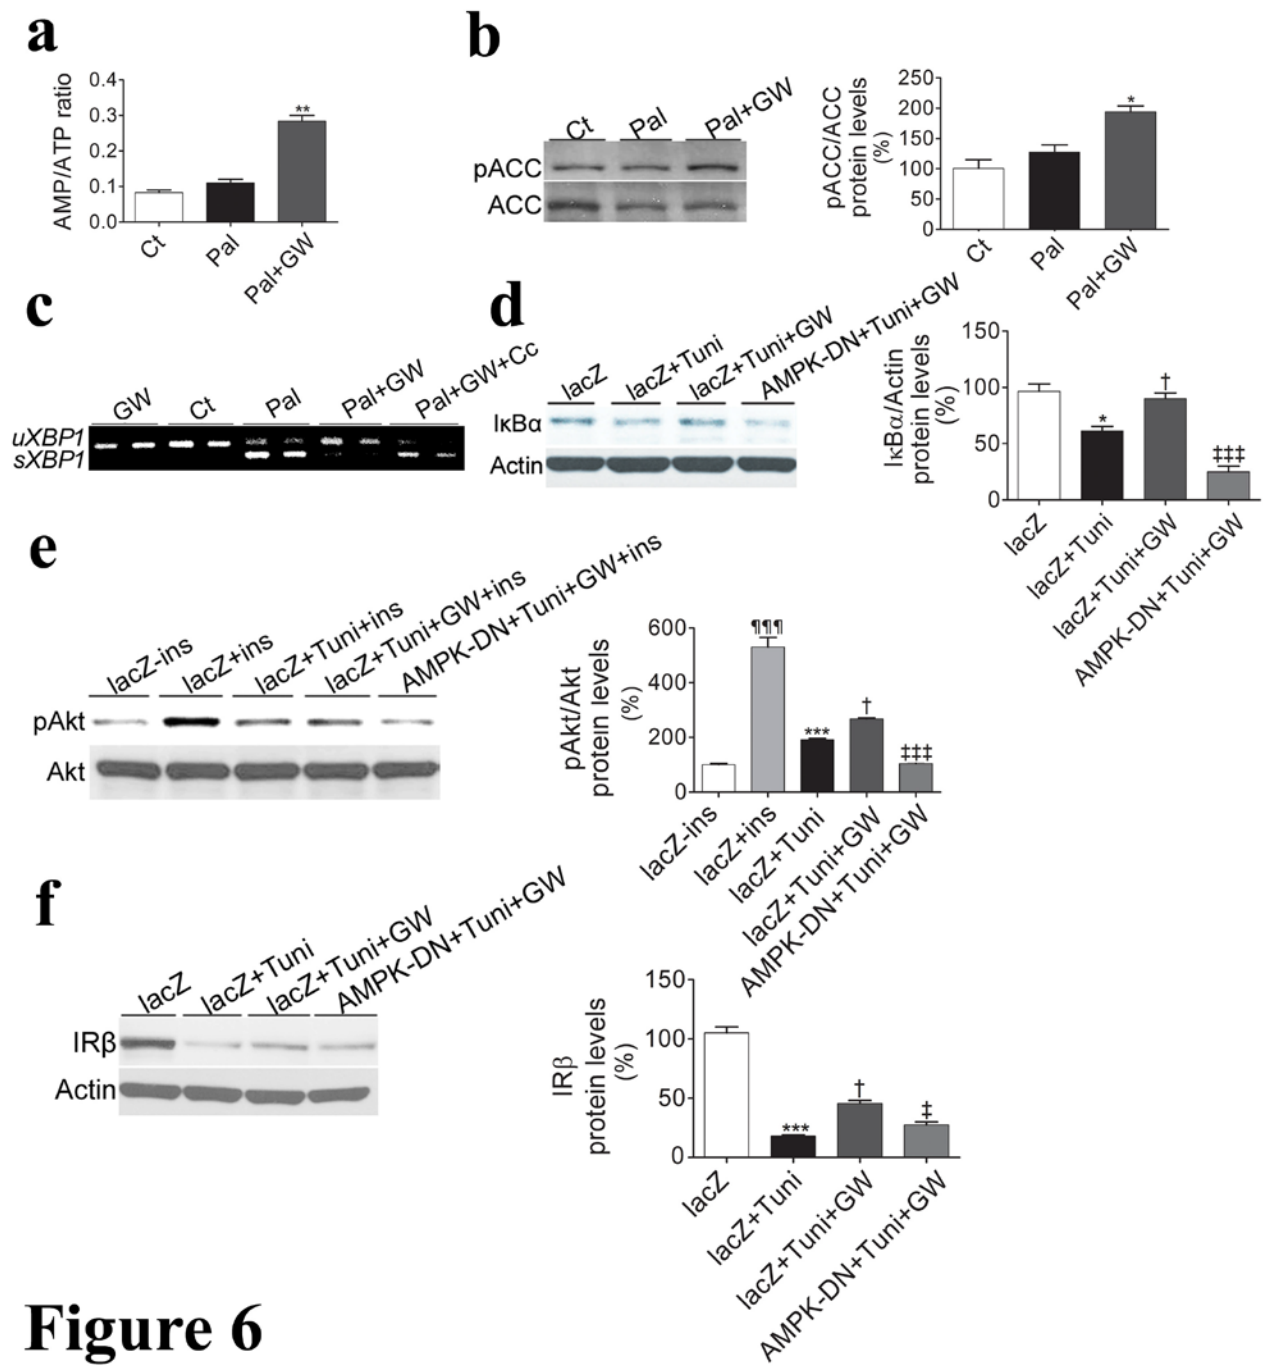 a
AMP/ATP ratio
0.4
0.3
0.2
0.1
0.0
**
Ct
Pal
Pal+GW
b
Ct
Pal
Pal+GW
pACC
ACC
pACC/ACC
protein levels
(%)
250
200
150
100
50
0
*
Ct
Pal
Pal+GW
c
GW
Ct
Pal
Pal+GW
Pal+GW+Cc
uXBP1
sXBP1
d
lacZ
lacZ+Tuni
lacZ+Tuni+GW
AMPK-DN+Tuni+GW
IκBα
Actin
IκBα/Actin
protein levels
(%)
150
100
50
0
*
†
‡‡‡
lacZ
lacZ+Tuni
lacZ+Tuni+GW
AMPK-DN+Tuni+GW
e
lacZ-ins
lacZ+ins
lacZ+Tuni+ins
lacZ+Tuni+GW+ins
AMPK-DN+Tuni+GW+ins
pAkt
Akt
pAkt/Akt
protein levels
(%)
600
400
200
0
¶¶¶
***
†
‡‡‡
lacZ-ins
lacZ+ins
lacZ+Tuni
lacZ+Tuni+GW
AMPK-DN+Tuni+GW
f
lacZ
lacZ+Tuni
lacZ+Tuni+GW
AMPK-DN+Tuni+GW
IRβ
Actin
IRβ
protein levels
(%)
150
100
50
0
***
†
‡
lacZ
lacZ+Tuni
lacZ+Tuni+GW
AMPK-DN+Tuni+GW
Figure 6